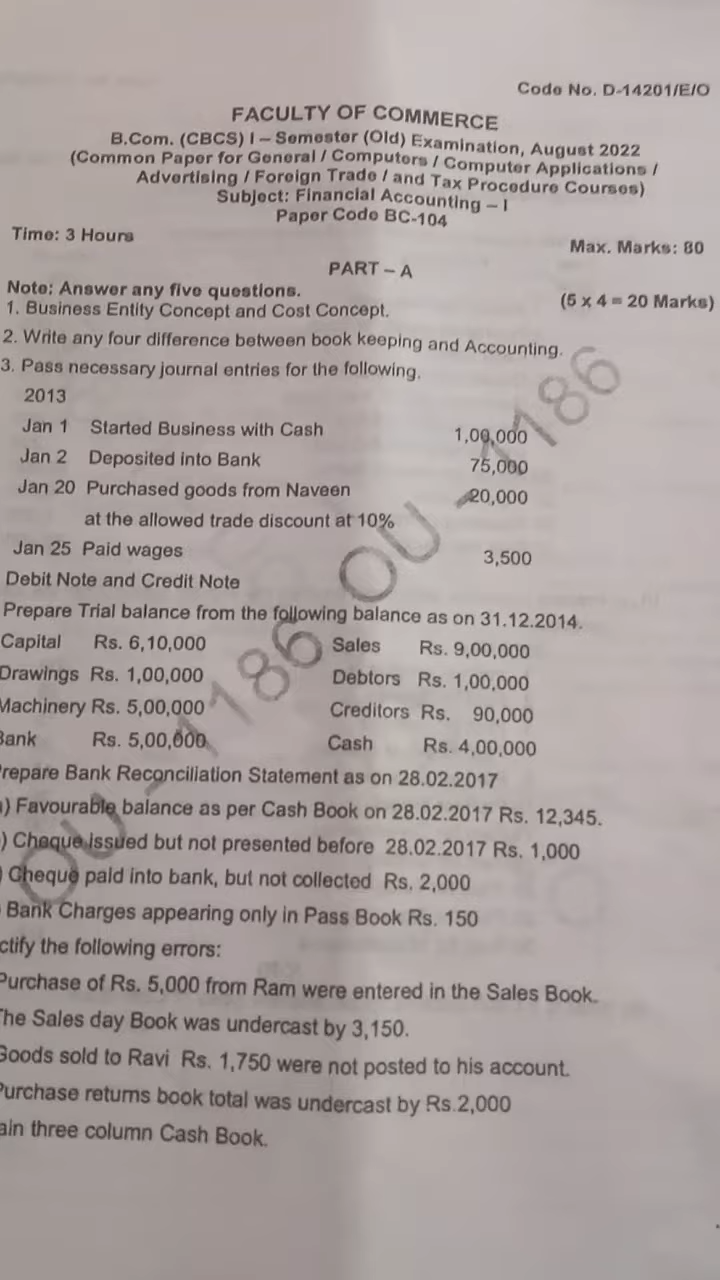 Code No. D-14201/E/O
FACULTY OF COMMERCE
B.Com. (CBCS) I – Semester (Old) Examination, August 2022
(Common Paper for General / Computers / Computer Applications /
Advertising / Foreign Trade / and Tax Procedure Courses)
Subject: Financial Accounting – I
Paper Code BC-104
Time: 3 Hours Max. Marks: 80
PART – A
Note: Answer any five questions. (5 x 4 = 20 Marks)
1. Business Entity Concept and Cost Concept.
2. Write any four difference between book keeping and Accounting.
3. Pass necessary journal entries for the following.
2013
Jan 1 Started Business with Cash 1,00,000
Jan 2 Deposited into Bank 75,000
Jan 20 Purchased goods from Naveen 20,000
at the allowed trade discount at 10%
Jan 25 Paid wages 3,500
Debit Note and Credit Note
Prepare Trial balance from the following balance as on 31.12.2014.
Capital Rs. 6,10,000 Sales Rs. 9,00,000
Drawings Rs. 1,00,000 Debtors Rs. 1,00,000
Machinery Rs. 5,00,000 Creditors Rs. 90,000
Bank Rs. 5,00,000 Cash Rs. 4,00,000
repare Bank Reconciliation Statement as on 28.02.2017
) Favourable balance as per Cash Book on 28.02.2017 Rs. 12,345.
) Cheque issued but not presented before 28.02.2017 Rs. 1,000
Cheque paid into bank, but not collected Rs. 2,000
Bank Charges appearing only in Pass Book Rs. 150
ctify the following errors:
Purchase of Rs. 5,000 from Ram were entered in the Sales Book.
The Sales day Book was undercast by 3,150.
Goods sold to Ravi Rs. 1,750 were not posted to his account.
Purchase returns book total was undercast by Rs.2,000
ain three column Cash Book.
OU - 1186 OU - 1186